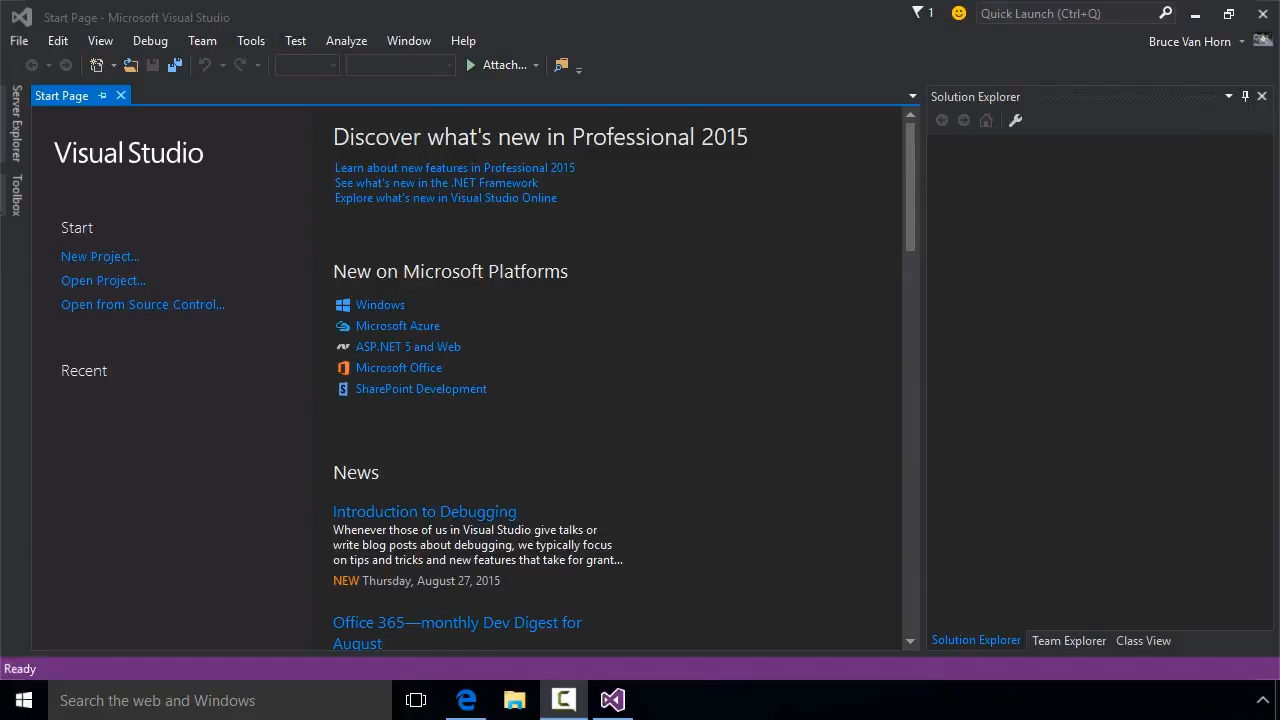 Start Page - Microsoft Visual Studio
1
Quick Launch (Ctrl+Q)
File Edit View Debug Team Tools Test Analyze Window Help
Bruce Van Horn
Attach...
Server Explorer
Toolbox
Start Page
Solution Explorer
Visual Studio
Start
New Project...
Open Project...
Open from Source Control...
Recent
Discover what's new in Professional 2015
Learn about new features in Professional 2015
See what's new in the .NET Framework
Explore what's new in Visual Studio Online
New on Microsoft Platforms
Windows
Microsoft Azure
ASP.NET 5 and Web
Microsoft Office
SharePoint Development
News
Introduction to Debugging
Whenever those of us in Visual Studio give talks or
write blog posts about debugging, we typically focus
on tips and tricks and new features that take for grant...
NEW Thursday, August 27, 2015
Office 365—monthly Dev Digest for
August
Solution Explorer Team Explorer Class View
Ready
Search the web and Windows